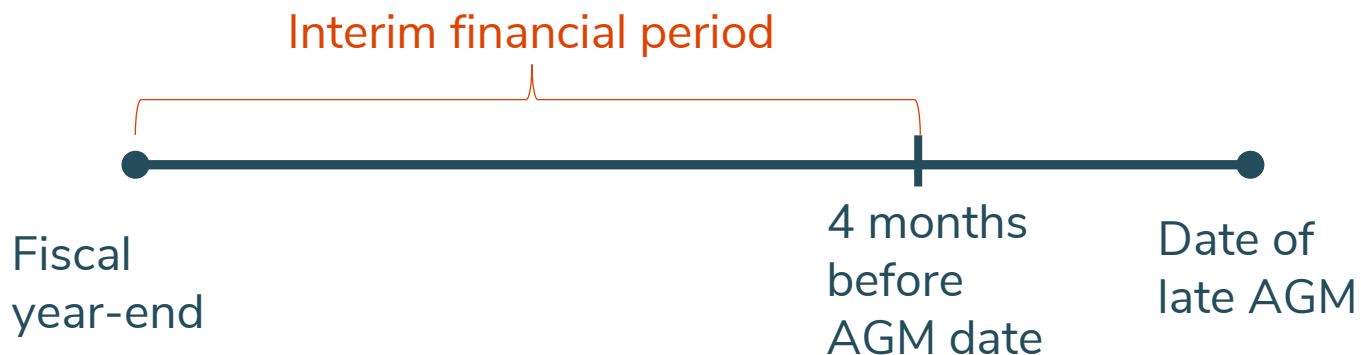 Interim financial period
Fiscal
year-end
4 months
before
AGM date
Date of
late AGM